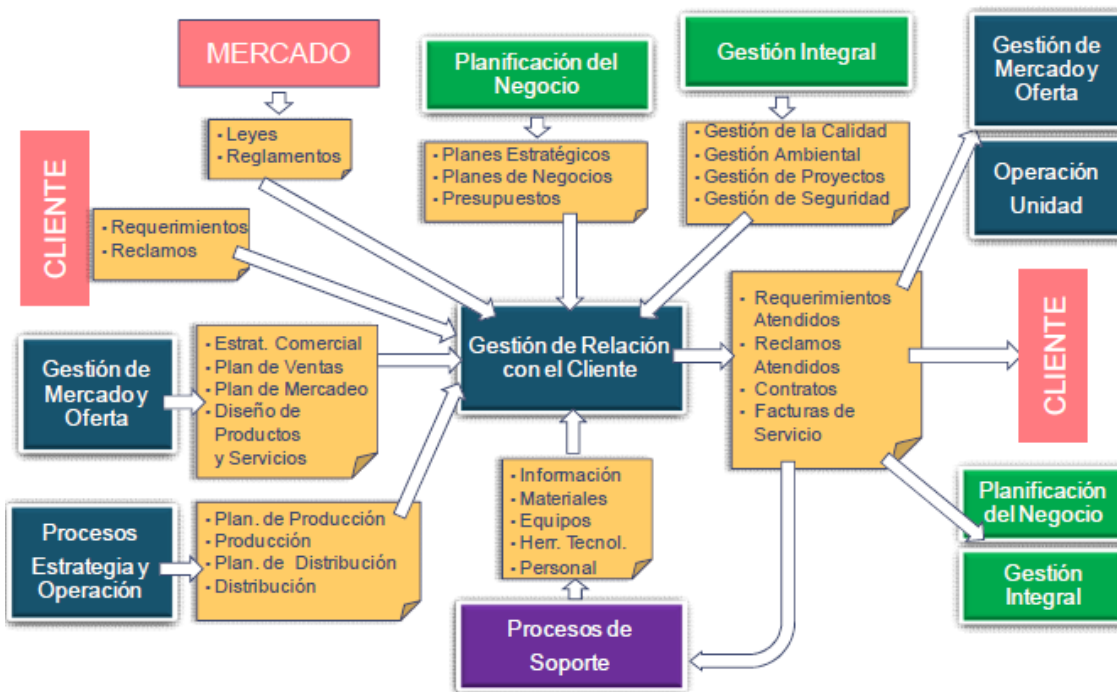 MERCADO
- Leyes
- Reglamentos
Planificación del
Negocio
- Planes Estratégicos
- Planes de Negocios
- Presupuestos
Gestión Integral
- Gestión de la Calidad
- Gestión Ambiental
- Gestión de Proyectos
- Gestión de Seguridad
Gestión de
Mercado y
Oferta
Operación
Unidad
CLIENTE
- Requerimientos
- Reclamos
Gestión de
Mercado y
Oferta
- Estrat. Comercial
- Plan de Ventas
- Plan de Mercadeo
- Diseño de
Productos
y Servicios
Procesos
Estrategia y
Operación
- Plan. de Producción
- Producción
- Plan. de Distribución
- Distribución
Gestión de Relación
con el Cliente
- Información
- Materiales
- Equipos
- Herr. Tecnol.
- Personal
Procesos de
Soporte
- Requerimientos
Atendidos
- Reclamos
Atendidos
- Contratos
- Facturas de
Servicio
CLIENTE
Planificación
del Negocio
Gestión
Integral